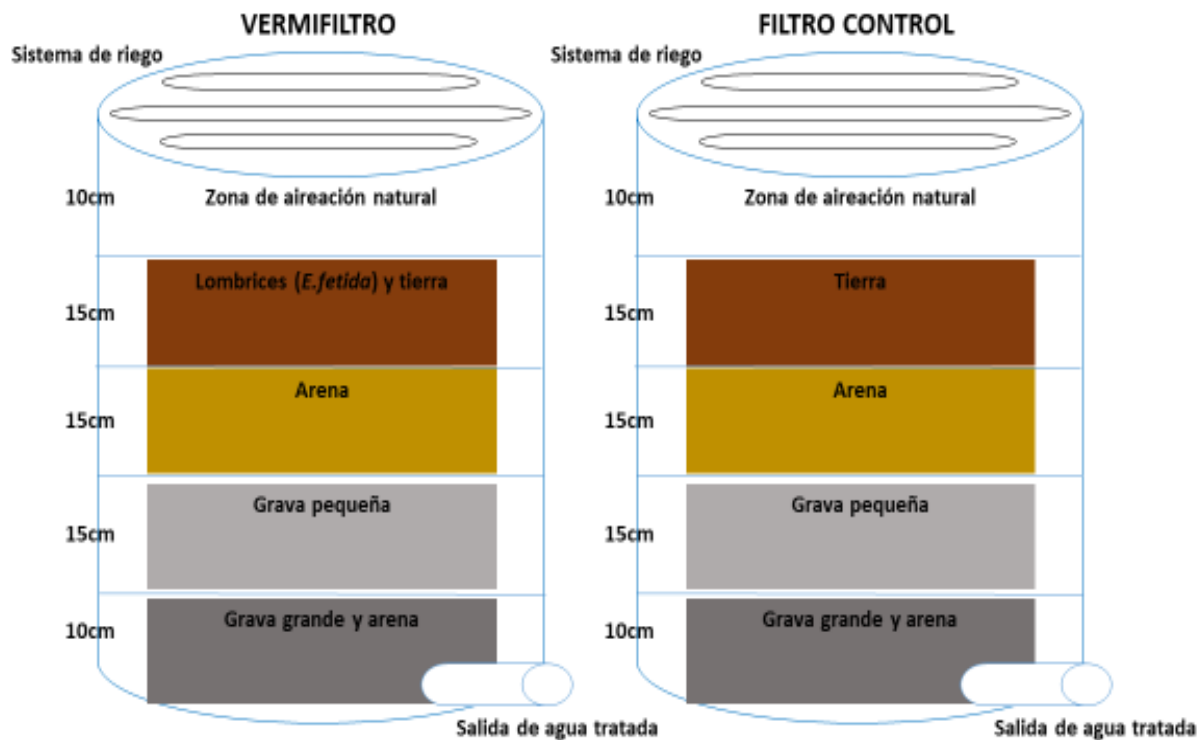 VERMIFILTRO
Sistema de riego
10cm
Zona de aireación natural
Lombrices (E.fetida) y tierra
15cm
Arena
15cm
Grava pequeña
15cm
Grava grande y arena
10cm
Salida de agua tratada
FILTRO CONTROL
Sistema de riego
10cm
Zona de aireación natural
Tierra
15cm
Arena
15cm
Grava pequeña
15cm
Grava grande y arena
10cm
Salida de agua tratada